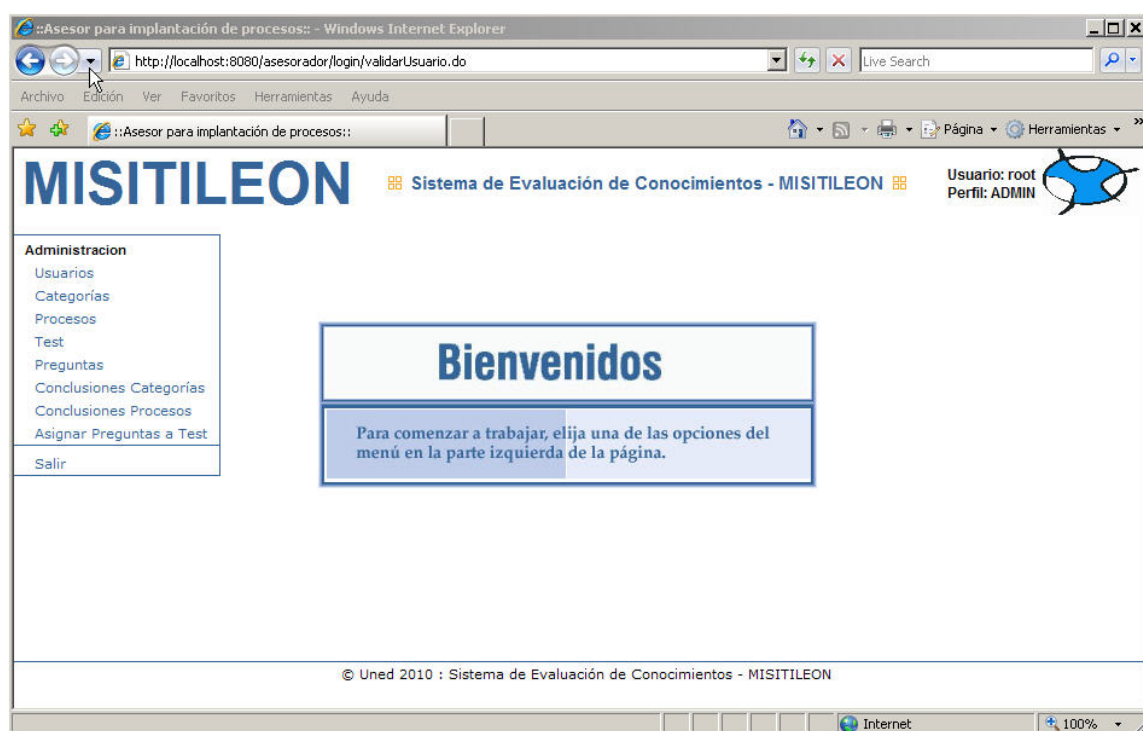 ::Asesor para implantación de procesos:: - Windows Internet Explorer
http://localhost:8080/asesorador/login/validarUsuario.do
Live Search
Archivo Edición Ver Favoritos Herramientas Ayuda
::Asesor para implantación de procesos::
Página Herramientas
MISITILEON
Sistema de Evaluación de Conocimientos - MISITILEON
Usuario: root
Perfil: ADMIN
Administracion
Usuarios
Categorías
Procesos
Test
Preguntas
Conclusiones Categorías
Conclusiones Procesos
Asignar Preguntas a Test
Salir
Bienvenidos
Para comenzar a trabajar, elija una de las opciones del
menú en la parte izquierda de la página.
© Uned 2010 : Sistema de Evaluación de Conocimientos - MISITILEON
Internet
100%